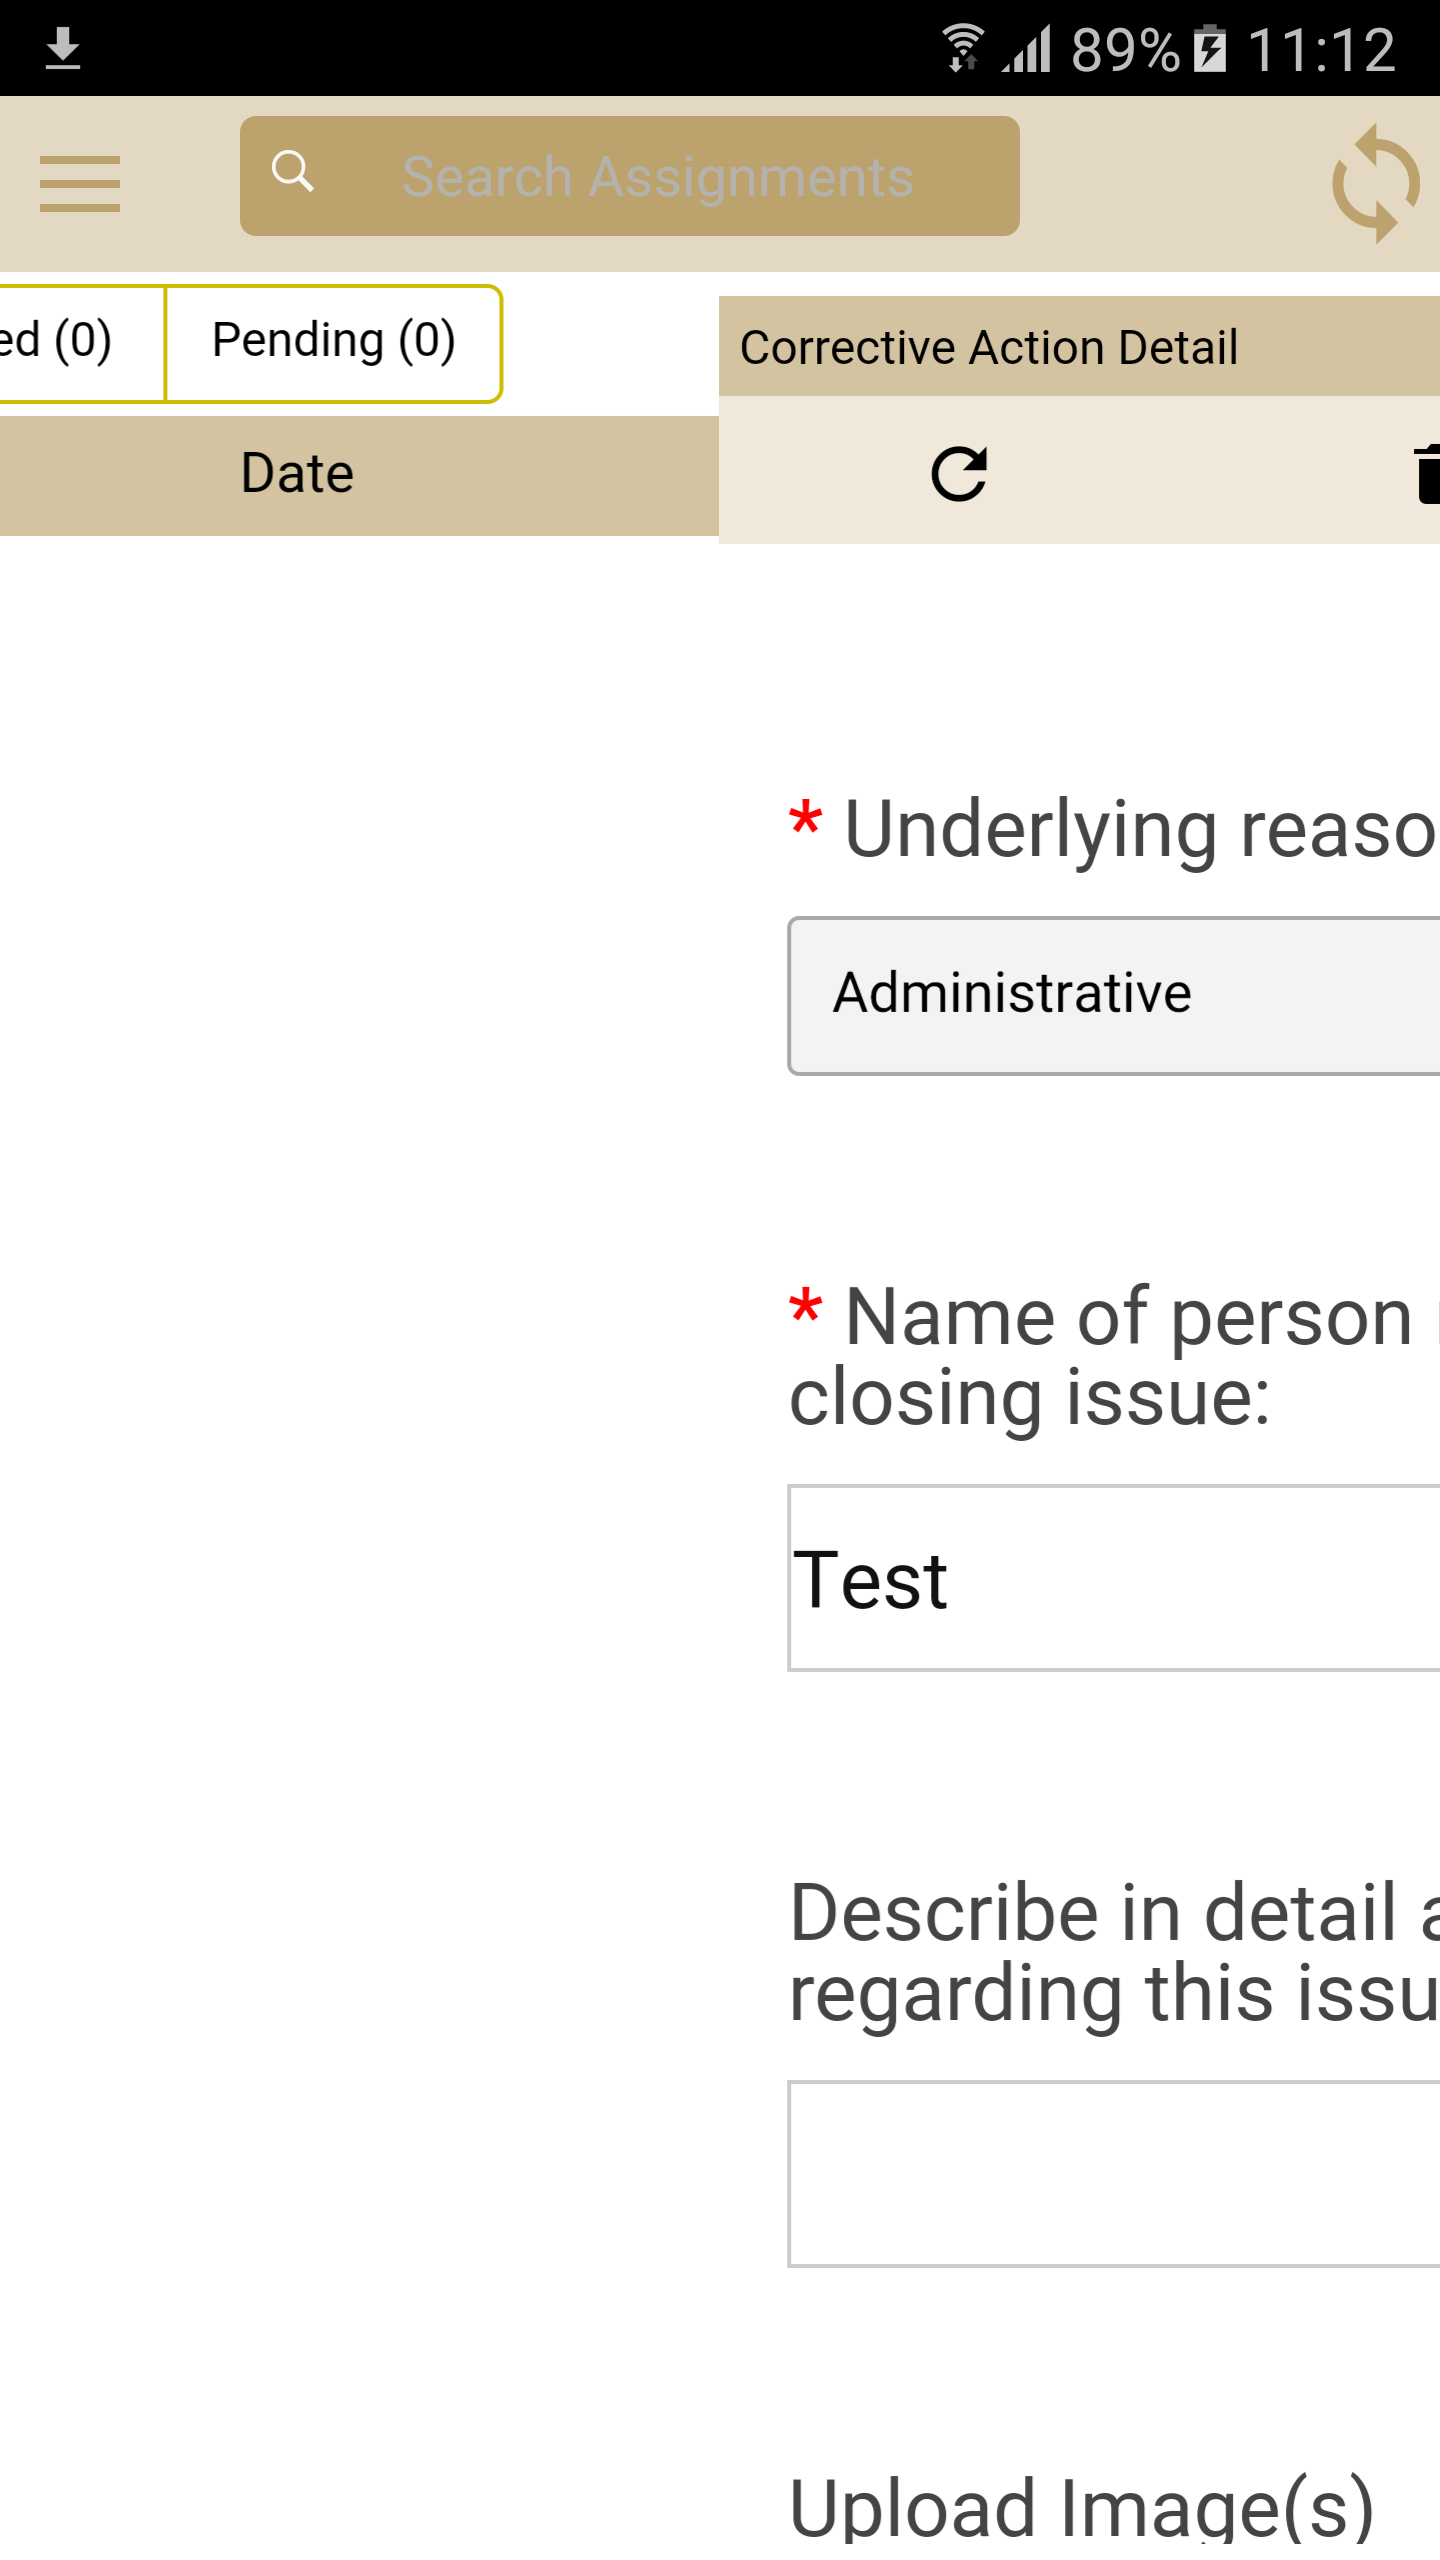 89% 11:12
Search Assignments
ed (0) Pending (0)
Corrective Action Detail
Date
* Underlying reaso
Administrative
* Name of person
closing issue:
Test
Describe in detail a
regarding this issu
Upload Image(s)